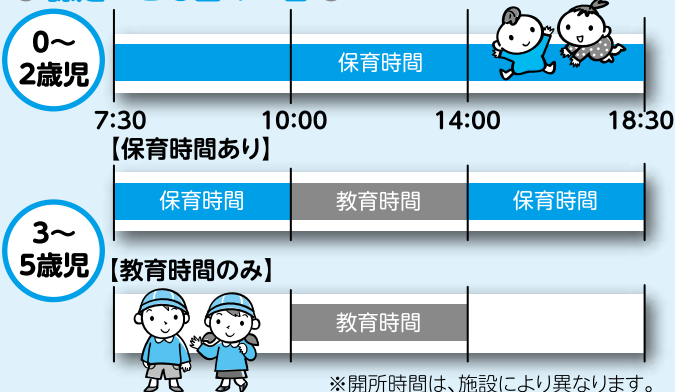 0～
2歳児
保育時間
7:30 10:00 14:00 18:30
【保育時間あり】
保育時間 教育時間 保育時間
3～
5歳児
【教育時間のみ】
教育時間
※開所時間は、施設により異なります。